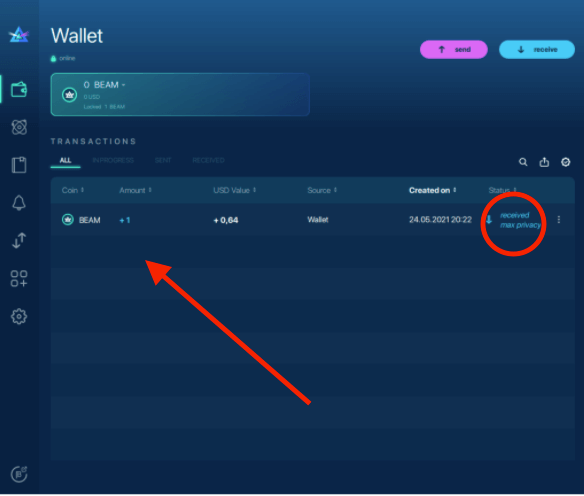 Wallet
online
send
receive
0 BEAM
0 USD
Locked: 1 BEAM
TRANSACTIONS
ALL IN PROGRESS SENT RECEIVED
Coin Amount USD Value Source Created on Status
BEAM +1 +0,64 Wallet 24.05.2021 20:22 received
max privacy